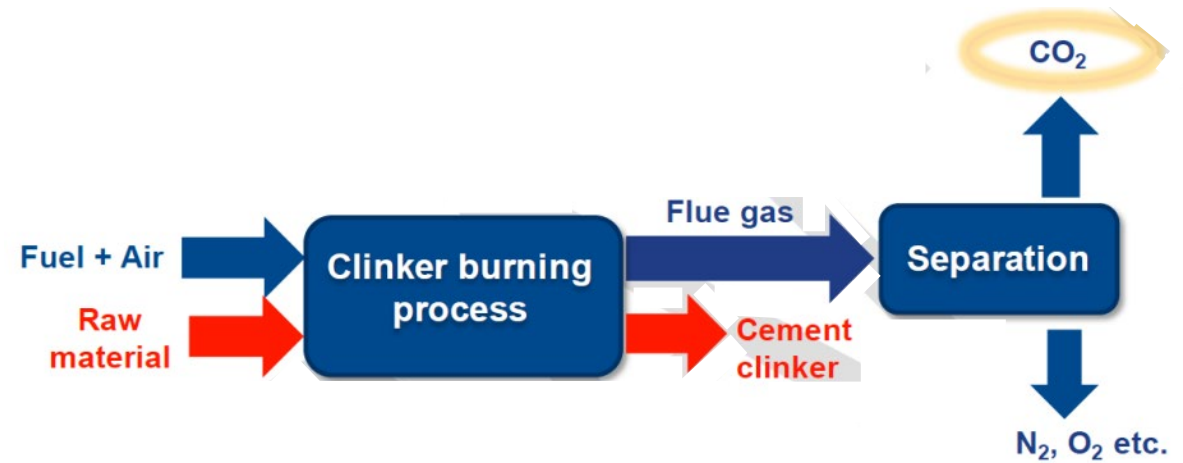 CO₂
Flue gas
Fuel + Air
Clinker burning
process
Separation
Raw
material
Cement
clinker
N₂, O₂ etc.